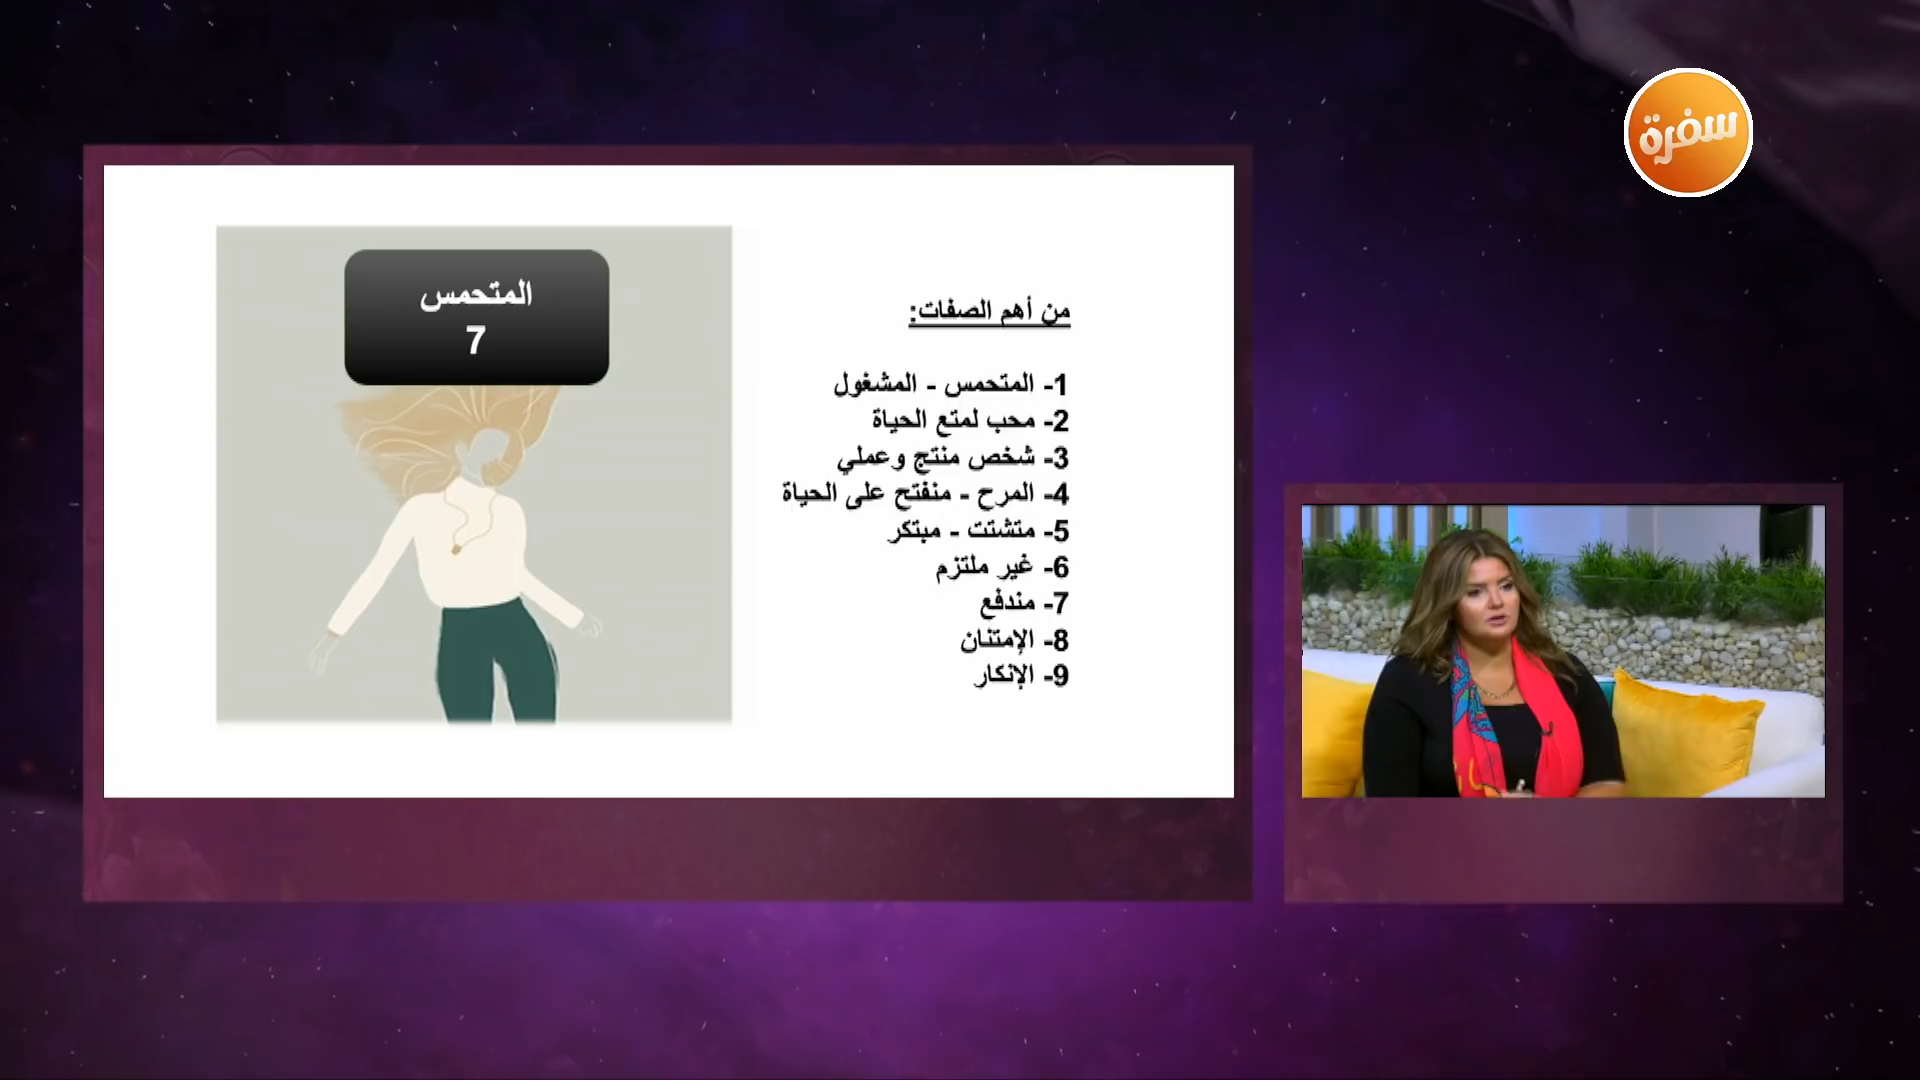 سفرة
المتحمس
7
من أهم الصفات:
1- المتحمس - المشغول
2- محب لمتع الحياة
3- شخص منتج وعملي
4- المرح - منفتح على الحياة
5- متشتت - مبتكر
6- غير ملتزم
7- مندفع
8- الإمتنان
9- الإنكار